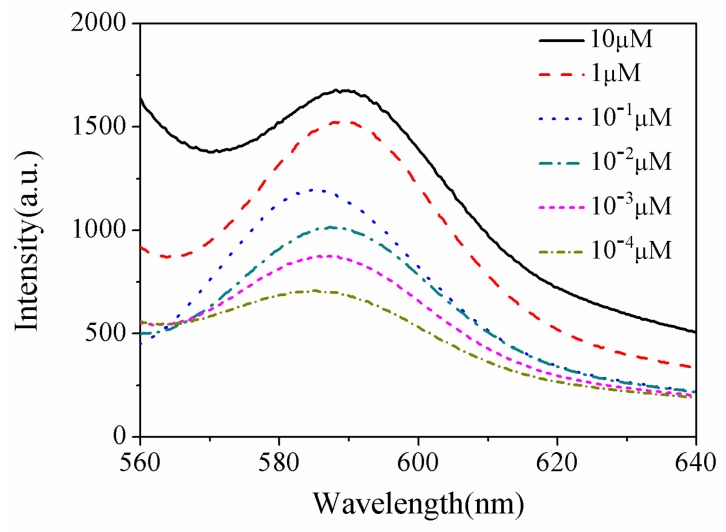 2000
1500
1000
500
0
560
580
600
620
640
Intensity(a.u.)
Wavelength(nm)
10μM
1μM
10⁻¹μM
10⁻²μM
10⁻³μM
10⁻⁴μM